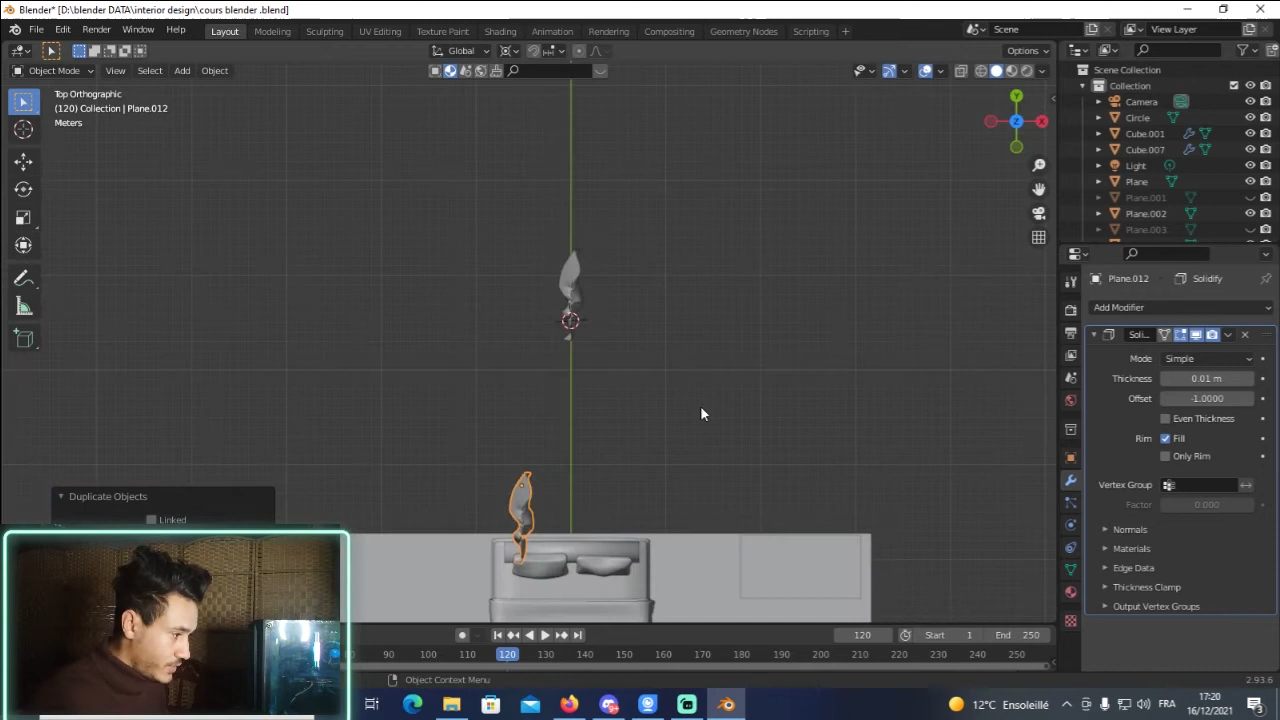 Blender* [D:\blender DATA\interior design\cours blender .blend]
File Edit Render Window Help Layout Modeling Sculpting UV Editing Texture Paint Shading Animation Rendering Compositing Geometry Nodes Scripting + Scene View Layer
Global Options
Object Mode View Select Add Object
Top Orthographic
(120) Collection | Plane.012
Meters
Y
Z
X
Scene Collection
Collection
Camera
Circle
Cube.001
Cube.007
Light
Plane
Plane.001
Plane.002
Plane.003
Plane.012 Solidify
Add Modifier
Soli...
Mode Simple
Thickness 0.01 m
Offset -1.0000
Even Thickness
Rim Fill
Only Rim
Vertex Group
Factor 0.000
Normals
Materials
Edge Data
Thickness Clamp
Output Vertex Groups
Duplicate Objects
Linked
120 Start 1 End 250
90 100 110 120 130 140 150 160 170 180 190 200 210 220 230 240 250
Object Context Menu
2.93.6
12°C Ensoleillé
FRA
17:20
16/12/2021
3